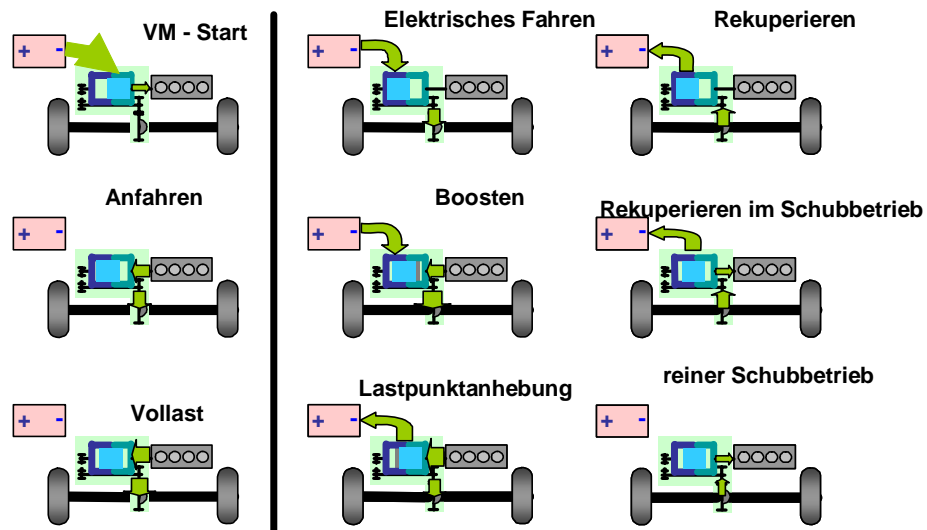 VM - Start
+ -
Elektrisches Fahren
+ -
Rekuperieren
+ -
Anfahren
+ -
Boosten
+ -
Rekuperieren im Schubbetrieb
+ -
Vollast
+ -
Lastpunktanhebung
+ -
reiner Schubbetrieb
+ -